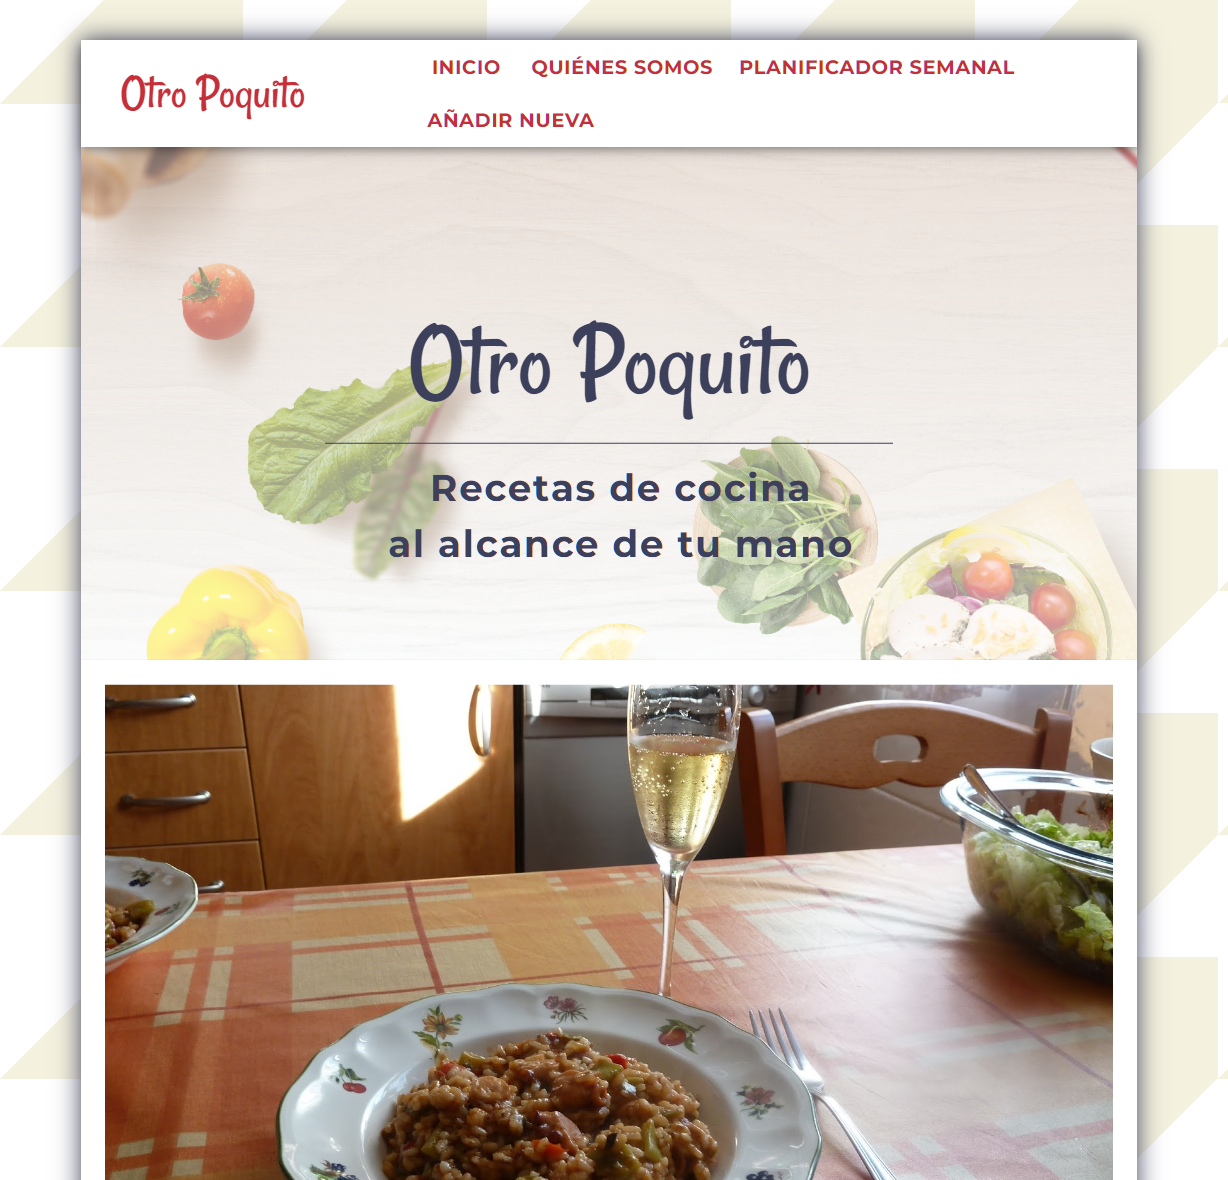 Otro Poquito
INICIO QUIÉNES SOMOS PLANIFICADOR SEMANAL
AÑADIR NUEVA
Otro Poquito
Recetas de cocina
al alcance de tu mano